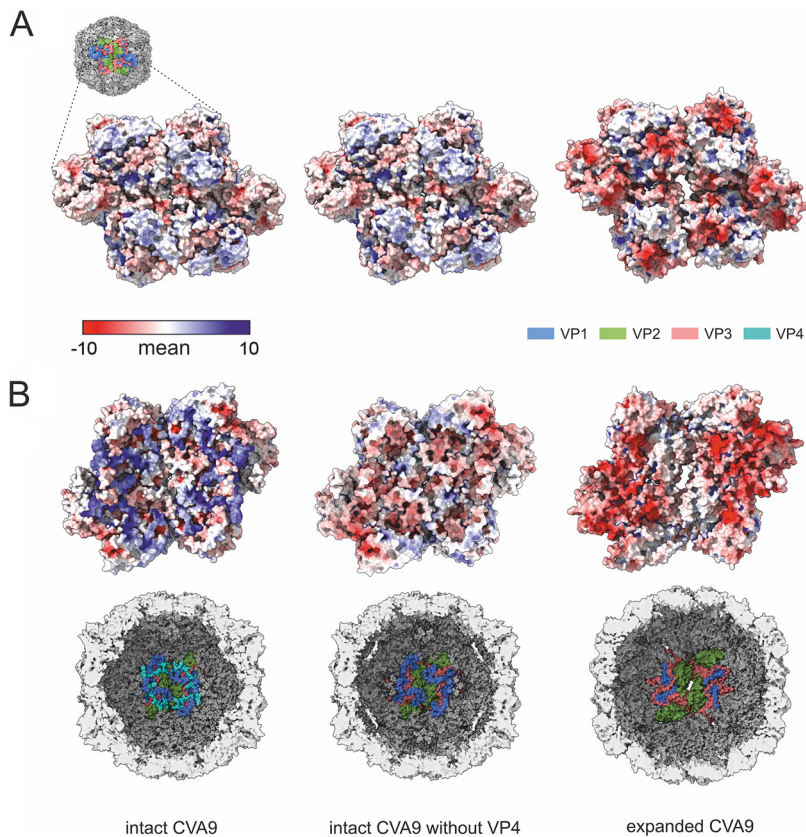 A
-10 mean 10
VP1 VP2 VP3 VP4
B
intact CVA9 intact CVA9 without VP4 expanded CVA9